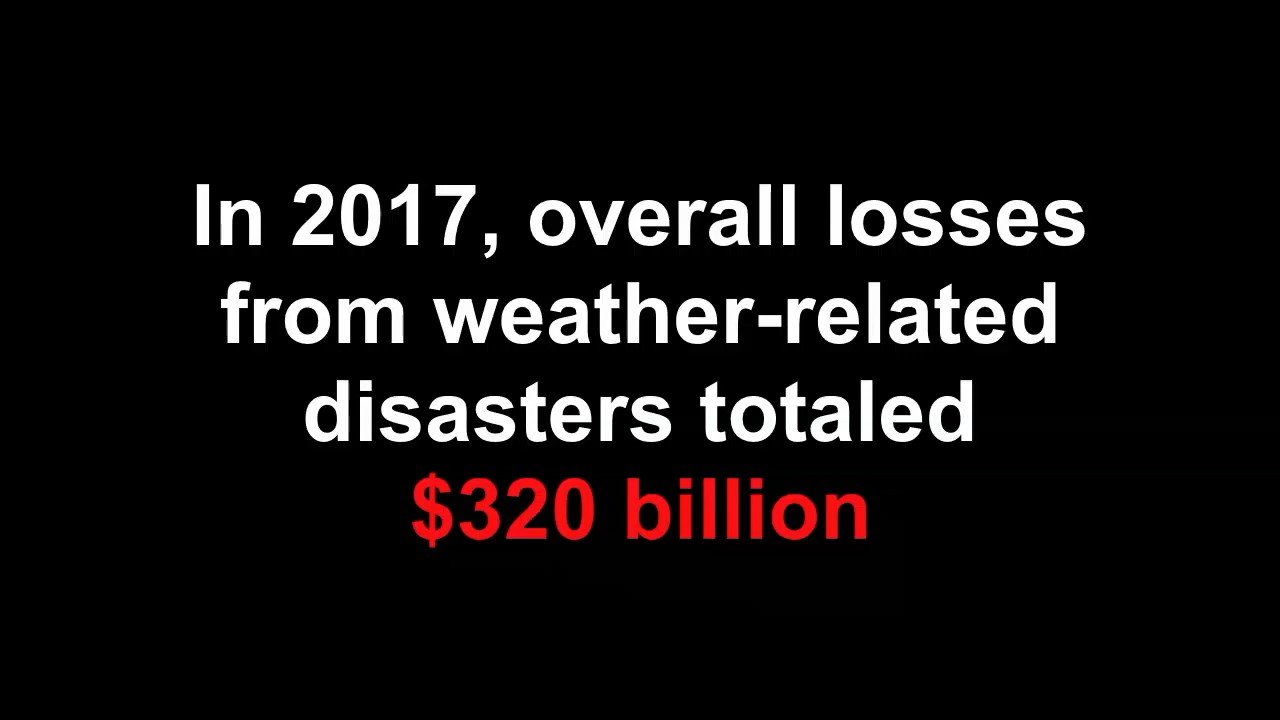 In 2017, overall losses
from weather-related
disasters totaled
$320 billion